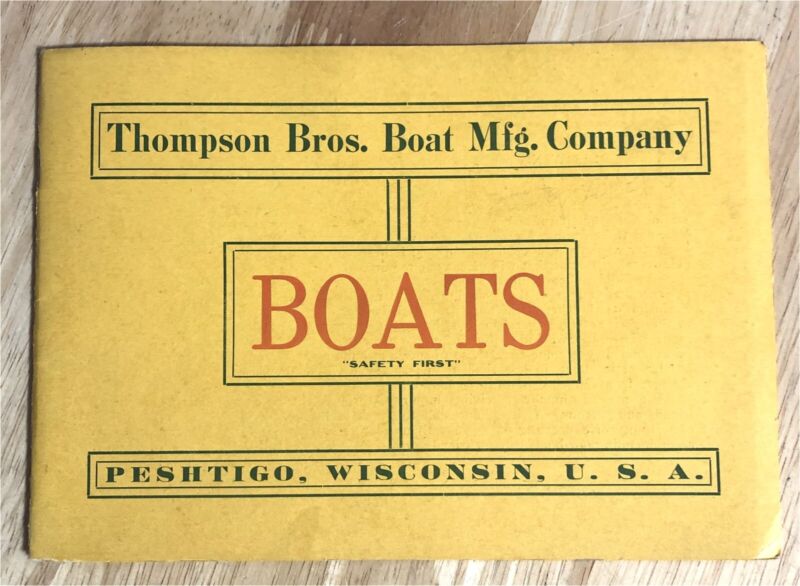 Thompson Bros. Boat Mfg. Company
BOATS
"SAFETY FIRST"
PESHTIGO, WISCONSIN, U. S. A.